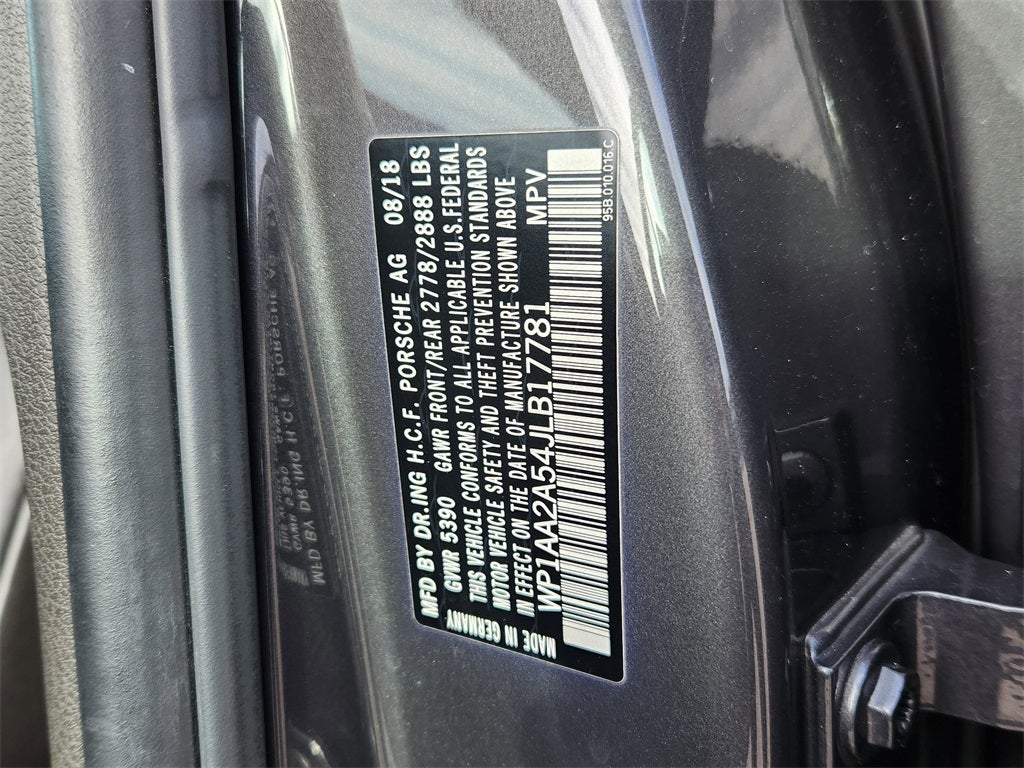 MFD BY DR.ING H.C.F. PORSCHE AG 08/18
GVWR 5390 GAWR FRONT/REAR 2778/2888 LBS
THIS VEHICLE CONFORMS TO ALL APPLICABLE U.S.FEDERAL
MOTOR VEHICLE SAFETY AND THEFT PREVENTION STANDARDS
IN EFFECT ON THE DATE OF MANUFACTURE SHOWN ABOVE
WP1AA2A54JLB17781 MPV
MADE IN GERMANY
95B.010.016.C